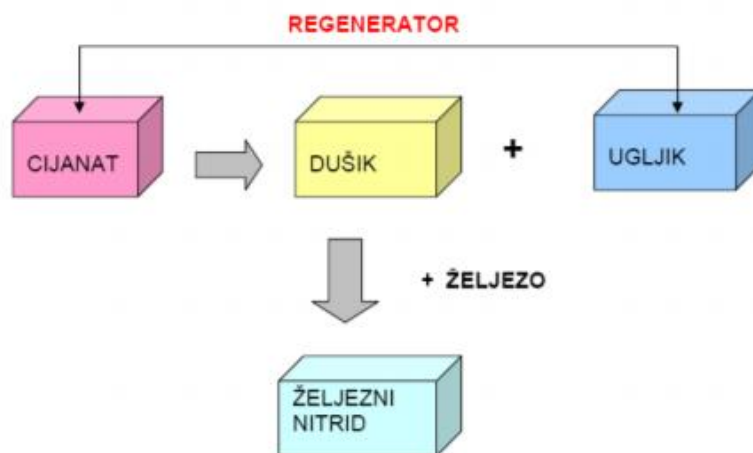 REGENERATOR
CIJANAT
DUŠIK
+
UGLJIK
+ ŽELJEZO
ŽELJEZNI
NITRID